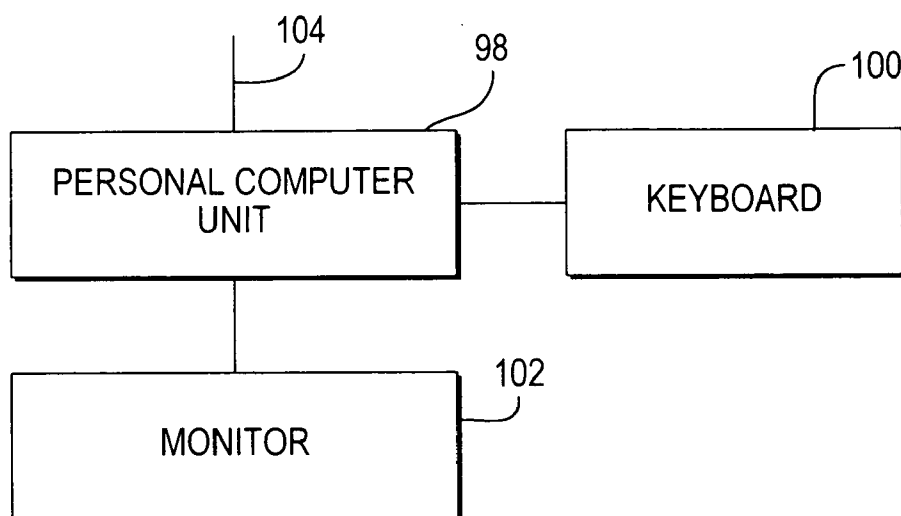 104
98
100
PERSONAL COMPUTER
UNIT
KEYBOARD
102
MONITOR